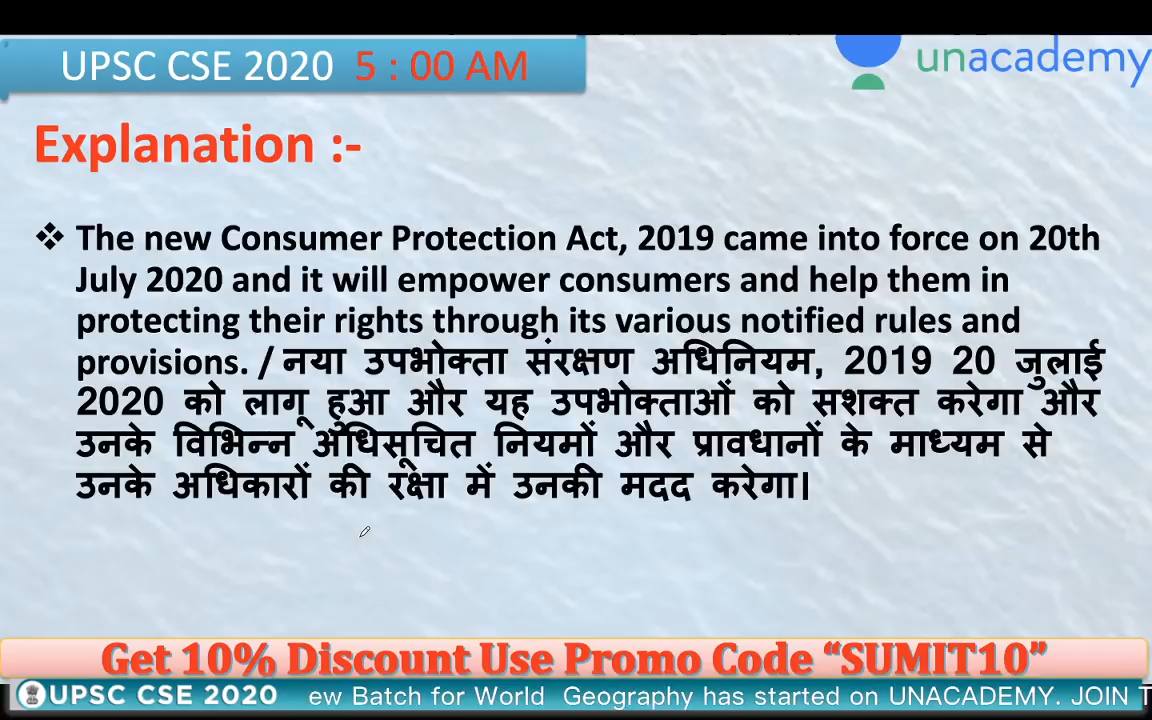 UPSC CSE 2020 5 : 00 AM
unacademy
Explanation :-
❖ The new Consumer Protection Act, 2019 came into force on 20th
July 2020 and it will empower consumers and help them in
protecting their rights through its various notified rules and
provisions. / नया उपभोक्ता संरक्षण अधिनियम, 2019 20 जुलाई
2020 को लागू हुआ और यह उपभोक्ताओं को सशक्त करेगा और
उनके विभिन्न अधिसूचित नियमों और प्रावधानों के माध्यम से
उनके अधिकारों की रक्षा में उनकी मदद करेगा।
Get 10% Discount Use Promo Code “SUMIT10”
UPSC CSE 2020 ew Batch for World Geography has started on UNACADEMY. JOIN T